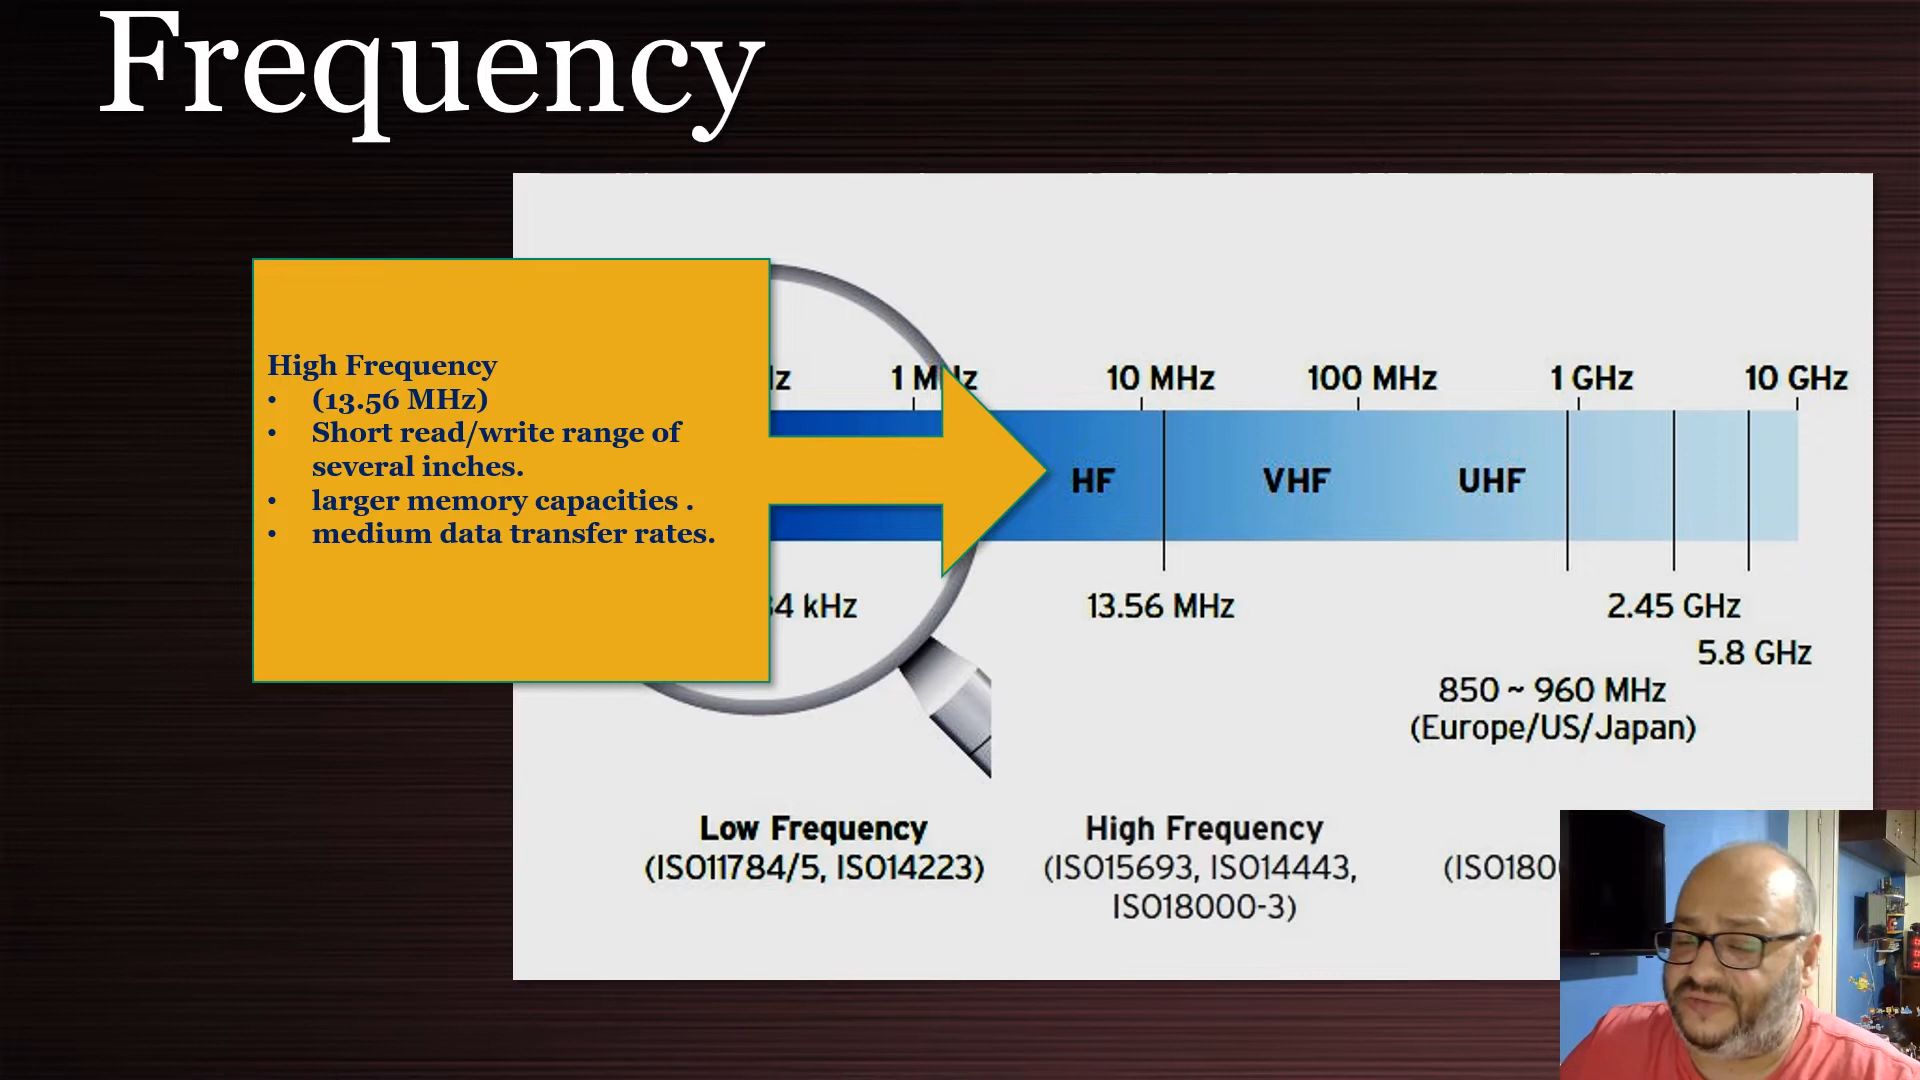 Frequency
High Frequency
• (13.56 MHz)
• Short read/write range of
several inches.
• larger memory capacities .
• medium data transfer rates.
1 MHz
10 MHz
100 MHz
1 GHz
10 GHz
HF
VHF
UHF
kHz
13.56 MHz
2.45 GHz
5.8 GHz
850 ~ 960 MHz
(Europe/US/Japan)
Low Frequency
(ISO11784/5, ISO14223)
High Frequency
(ISO15693, ISO14443,
ISO18000-3)